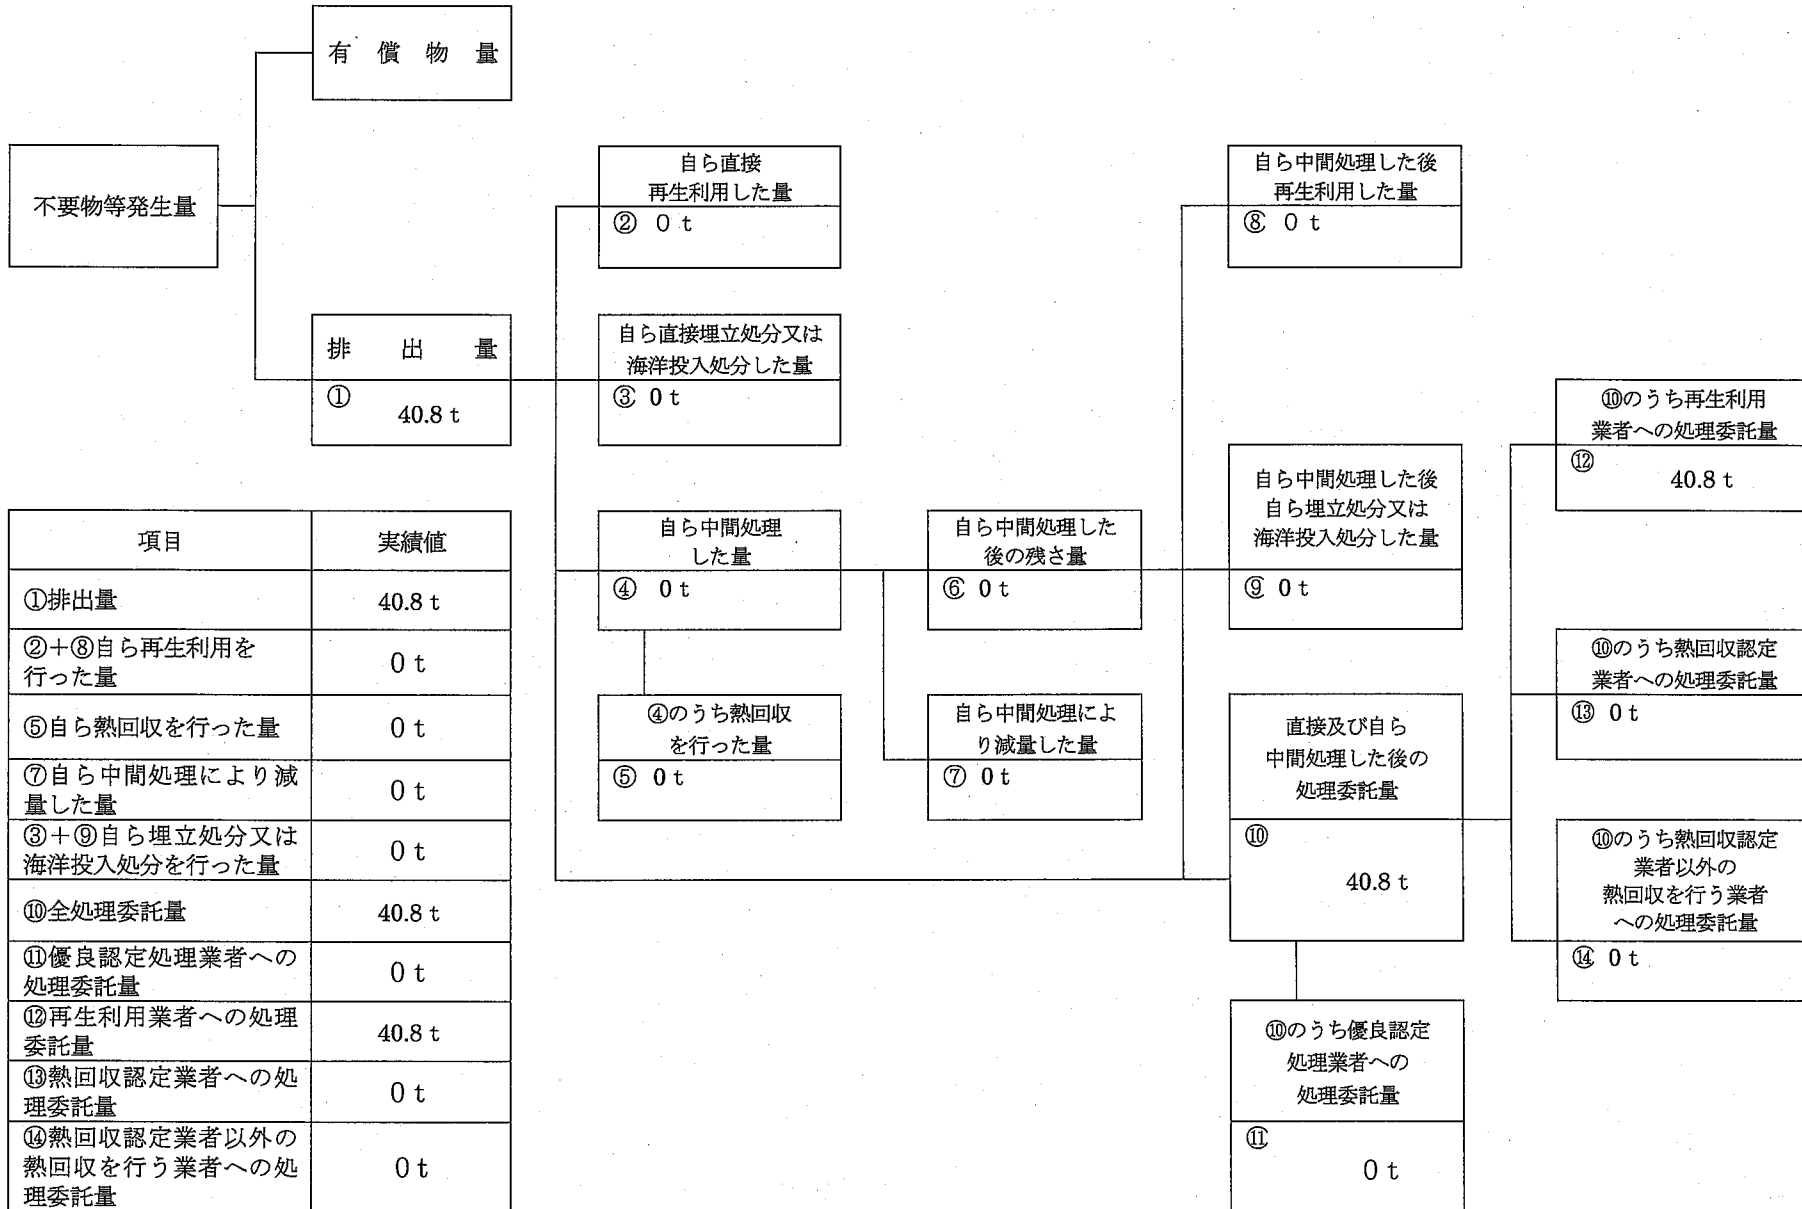 有償物量
不要物等発生量
排出量
①
40.8 t
自ら直接
再生利用した量
② 0 t
自ら直接埋立処分又は
海洋投入処分した量
③ 0 t
自ら中間処理
した量
④ 0 t
④のうち熱回収
を行った量
⑤ 0 t
自ら中間処理した
後の残さ量
⑥ 0 t
自ら中間処理によ
り減量した量
⑦ 0 t
自ら中間処理した後
再生利用した量
⑧ 0 t
自ら中間処理した後
自ら埋立処分又は
海洋投入処分した量
⑨ 0 t
直接及び自ら
中間処理した後の
処理委託量
⑩
40.8 t
⑩のうち優良認定
処理業者への
処理委託量
⑪
0 t
⑩のうち再生利用
業者への処理委託量
⑫
40.8 t
⑩のうち熱回収認定
業者への処理委託量
⑬ 0 t
⑩のうち熱回収認定
業者以外の
熱回収を行う業者
への処理委託量
⑭ 0 t
項目 実績値
①排出量 40.8 t
②＋⑧自ら再生利用を
行った量 0 t
⑤自ら熱回収を行った量 0 t
⑦自ら中間処理により減
量した量 0 t
③＋⑨自ら埋立処分又は
海洋投入処分を行った量 0 t
⑩全処理委託量 40.8 t
⑪優良認定処理業者への
処理委託量 0 t
⑫再生利用業者への処理
委託量 40.8 t
⑬熱回収認定業者への処
理委託量 0 t
⑭熱回収認定業者以外の
熱回収を行う業者への処
理委託量 0 t